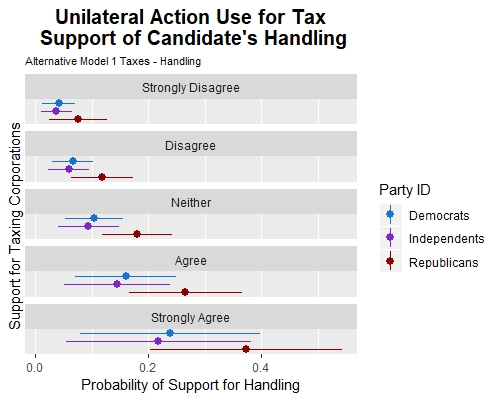 Unilateral Action Use for Tax
Support of Candidate's Handling
Alternative Model 1 Taxes - Handling
Support for Taxing Corporations
Strongly Disagree
Disagree
Neither
Agree
Strongly Agree
0.0 0.2 0.4
Probability of Support for Handling
Party ID
Democrats
Independents
Republicans